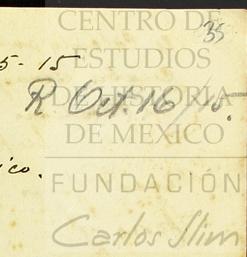 CENTRO DE
35
ESTUDIOS
5-15
DE HISTORIA
R Oct. 16/15.
DE MEXICO
ico.
FUNDACIÓN
Carlos Slim